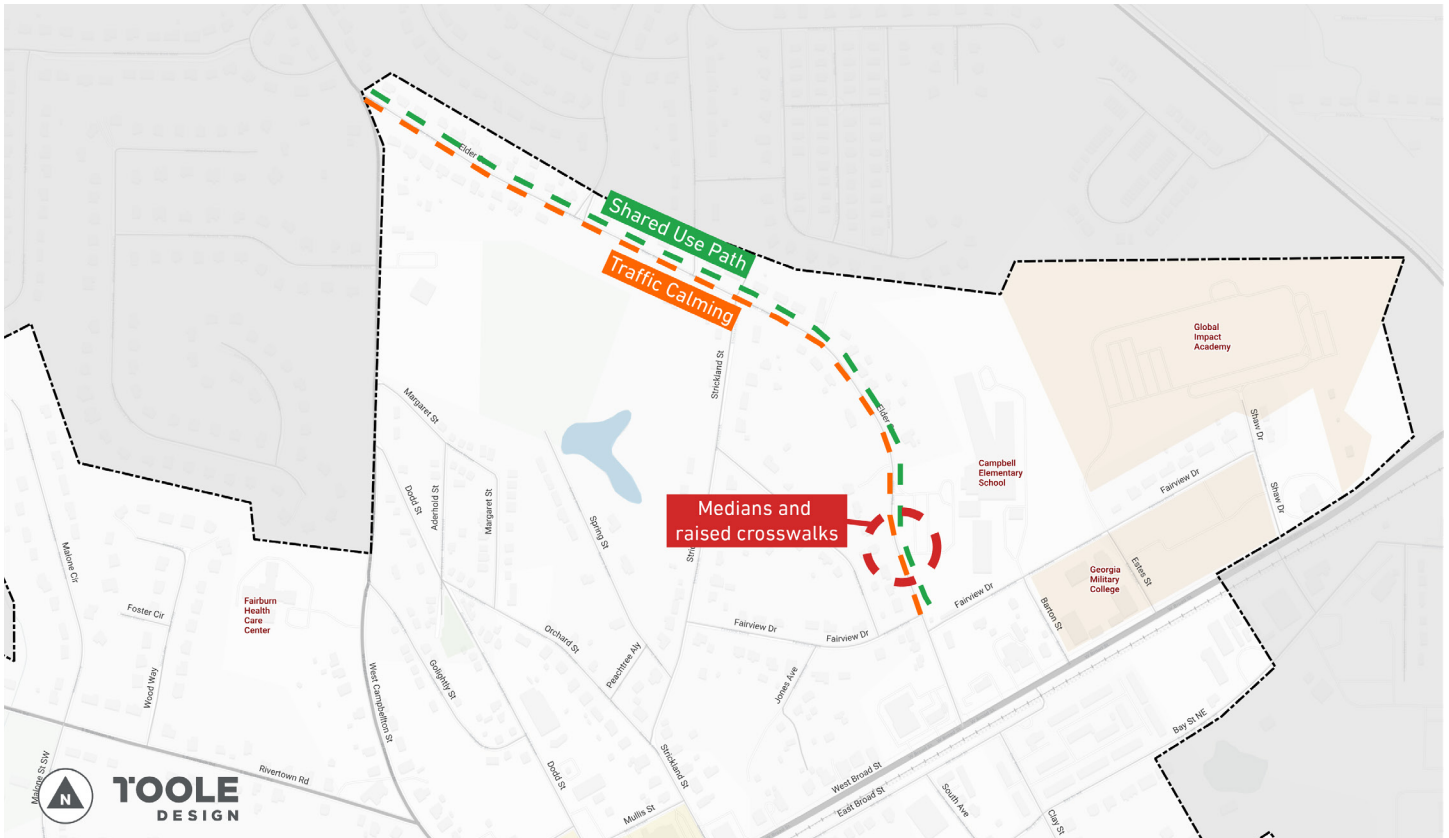 Elder
Shared Use Path
Traffic Calming
Global
Impact
Academy
Strickland St
Margaret St
Elder
Shaw Dr
Campbell
Elementary
School
Fairview Dr
Dodd St
Aderhold St
Margaret St
Spring St
Shaw Dr
Medians and
raised crosswalks
Malone Cir
Georgia
Military
College
Estes St
Fairburn
Health
Care
Center
Foster Cir
Fairview Dr
Barton St
Fairview Dr
Fairview Dr
Orchard St
Peachtree Aly
Golightly St
Wood Way
West Campbellton St
Jones Ave
Bay St NE
Strickland St
Rivertown Rd
Malone St SW
Dodd St
West Broad St
East Broad St
South Ave
Clay St
Mullis St
N
TOOLE
DESIGN